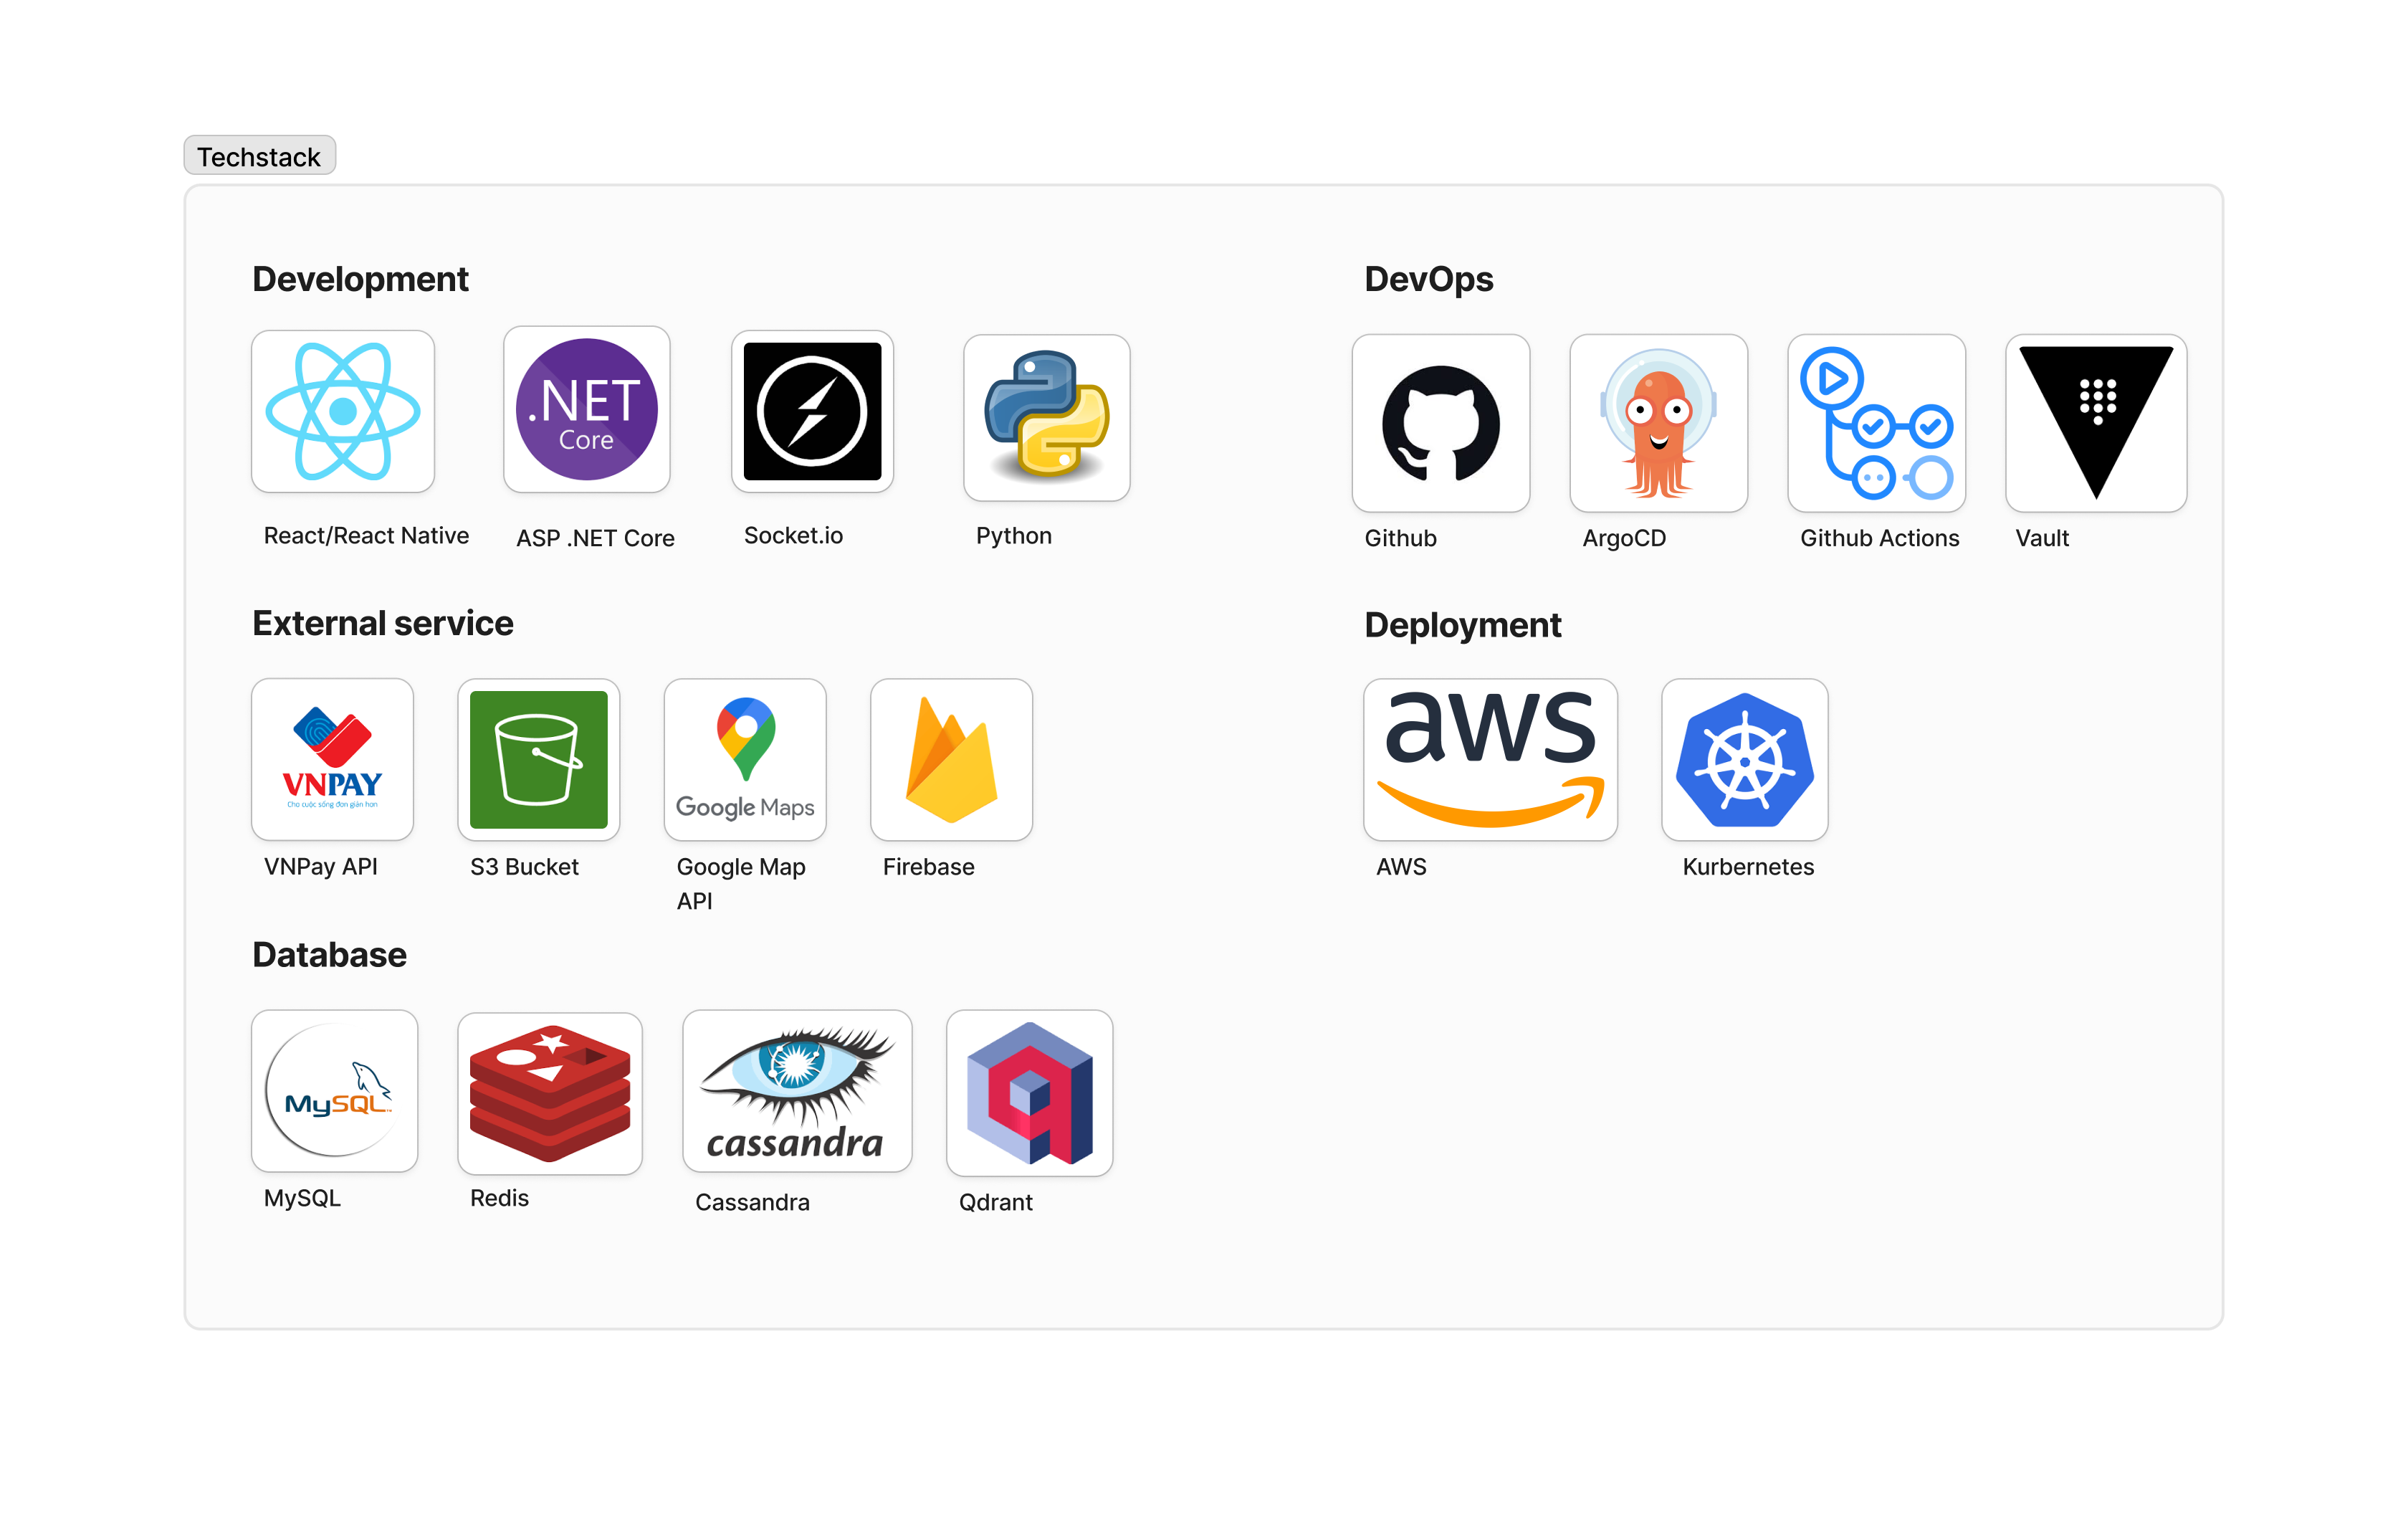 Techstack
Development
.NET
Core
React/React Native
ASP .NET Core
Socket.io
Python
DevOps
Github
ArgoCD
Github Actions
Vault
External service
VNPAY
Cho cuộc sống đơn giản hơn
Google Maps
VNPay API
S3 Bucket
Google Map
API
Firebase
Deployment
aws
AWS
Kurbernetes
Database
MySQL™
cassandra
MySQL
Redis
Cassandra
Qdrant